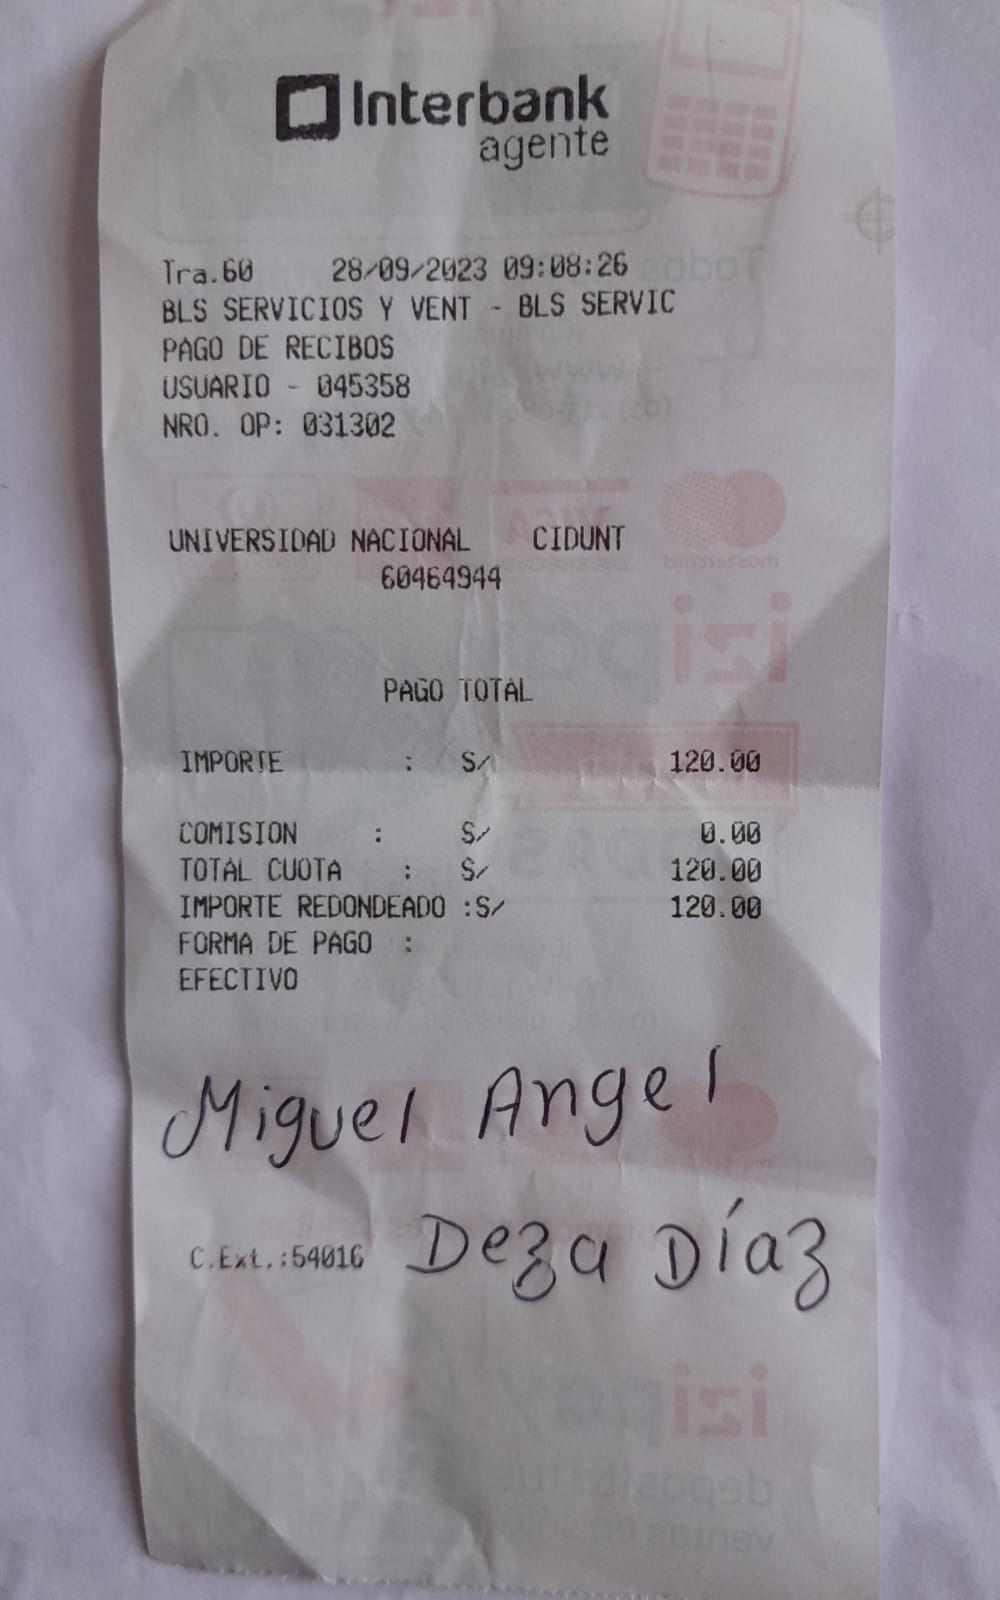 Interbank
agente
Tra.60 28/09/2023 09:08:26
BLS SERVICIOS Y VENT - BLS SERVIC
PAGO DE RECIBOS
USUARIO - 045358
NRO. OP: 031302
UNIVERSIDAD NACIONAL CIDUNT
60464944
PAGO TOTAL
IMPORTE : S/ 120.00
COMISION : S/ 0.00
TOTAL CUOTA : S/ 120.00
IMPORTE REDONDEADO :S/ 120.00
FORMA DE PAGO :
EFECTIVO
Miguel Angel
Deza Díaz
C.Ext.:54016